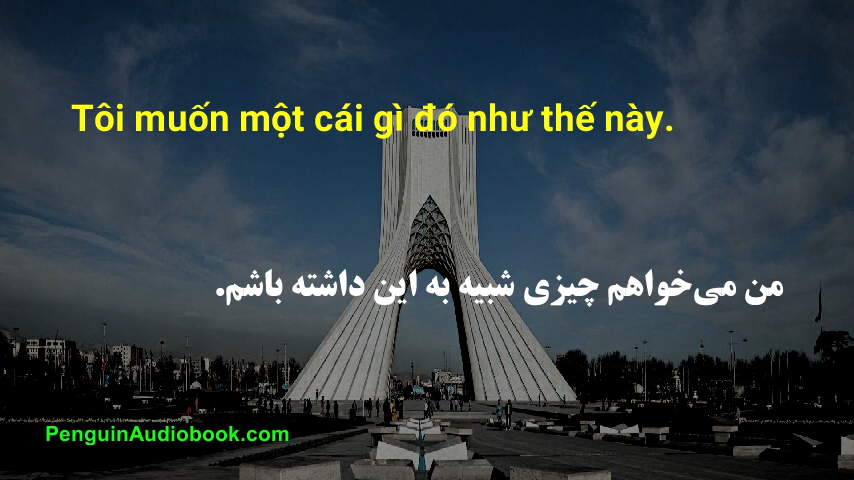 Tôi muốn một cái gì đó như thế này.
من می‌خواهم چیزی شبیه به این داشته باشم.
PenguinAudiobook.com